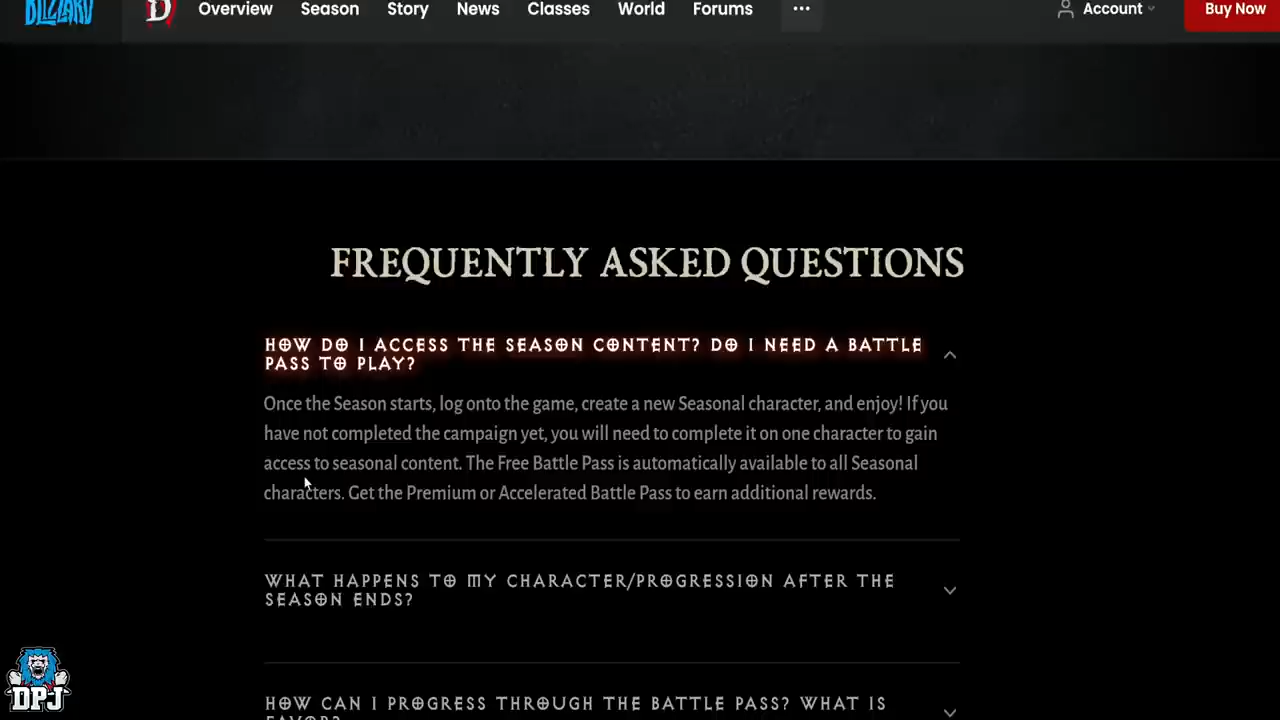 BLIZZARD
D
Overview Season Story News Classes World Forums ••• Account Buy Now
FREQUENTLY ASKED QUESTIONS
HOW DO I ACCESS THE SEASON CONTENT? DO I NEED A BATTLE
PASS TO PLAY?
Once the Season starts, log onto the game, create a new Seasonal character, and enjoy! If you
have not completed the campaign yet, you will need to complete it on one character to gain
access to seasonal content. The Free Battle Pass is automatically available to all Seasonal
characters. Get the Premium or Accelerated Battle Pass to earn additional rewards.
WHAT HAPPENS TO MY CHARACTER/PROGRESSION AFTER THE
SEASON ENDS?
HOW CAN I PROGRESS THROUGH THE BATTLE PASS? WHAT IS
FAVOR?
DPJ